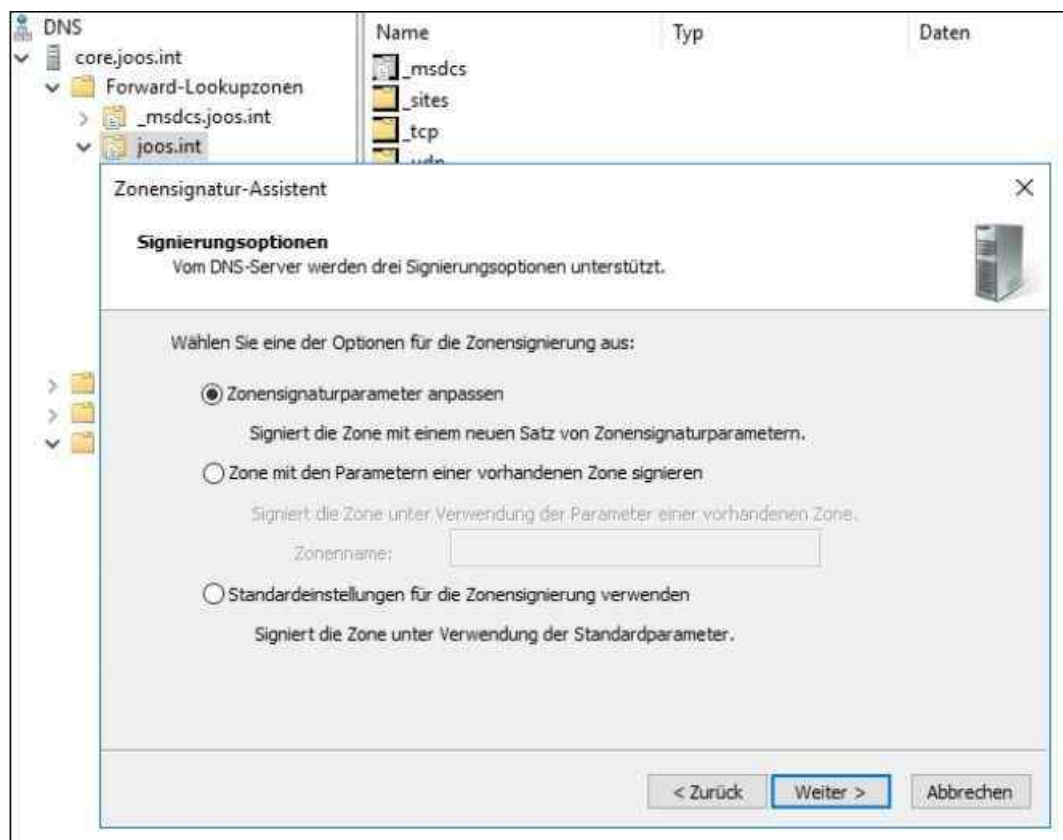 DNS
core.joos.int
Forward-Lookupzonen
_msdcs.joos.int
joos.int
Name Typ Daten
_msdcs
_sites
_tcp
_udp
Zonensignatur-Assistent
Signierungsoptionen
Vom DNS-Server werden drei Signierungsoptionen unterstützt.
Wählen Sie eine der Optionen für die Zonensignierung aus:
Zonensignaturparameter anpassen
Signiert die Zone mit einem neuen Satz von Zonensignaturparametern.
Zone mit den Parametern einer vorhandenen Zone signieren
Signiert die Zone unter Verwendung der Parameter einer vorhandenen Zone.
Zonenname:
Standardeinstellungen für die Zonensignierung verwenden
Signiert die Zone unter Verwendung der Standardparameter.
< Zurück Weiter > Abbrechen